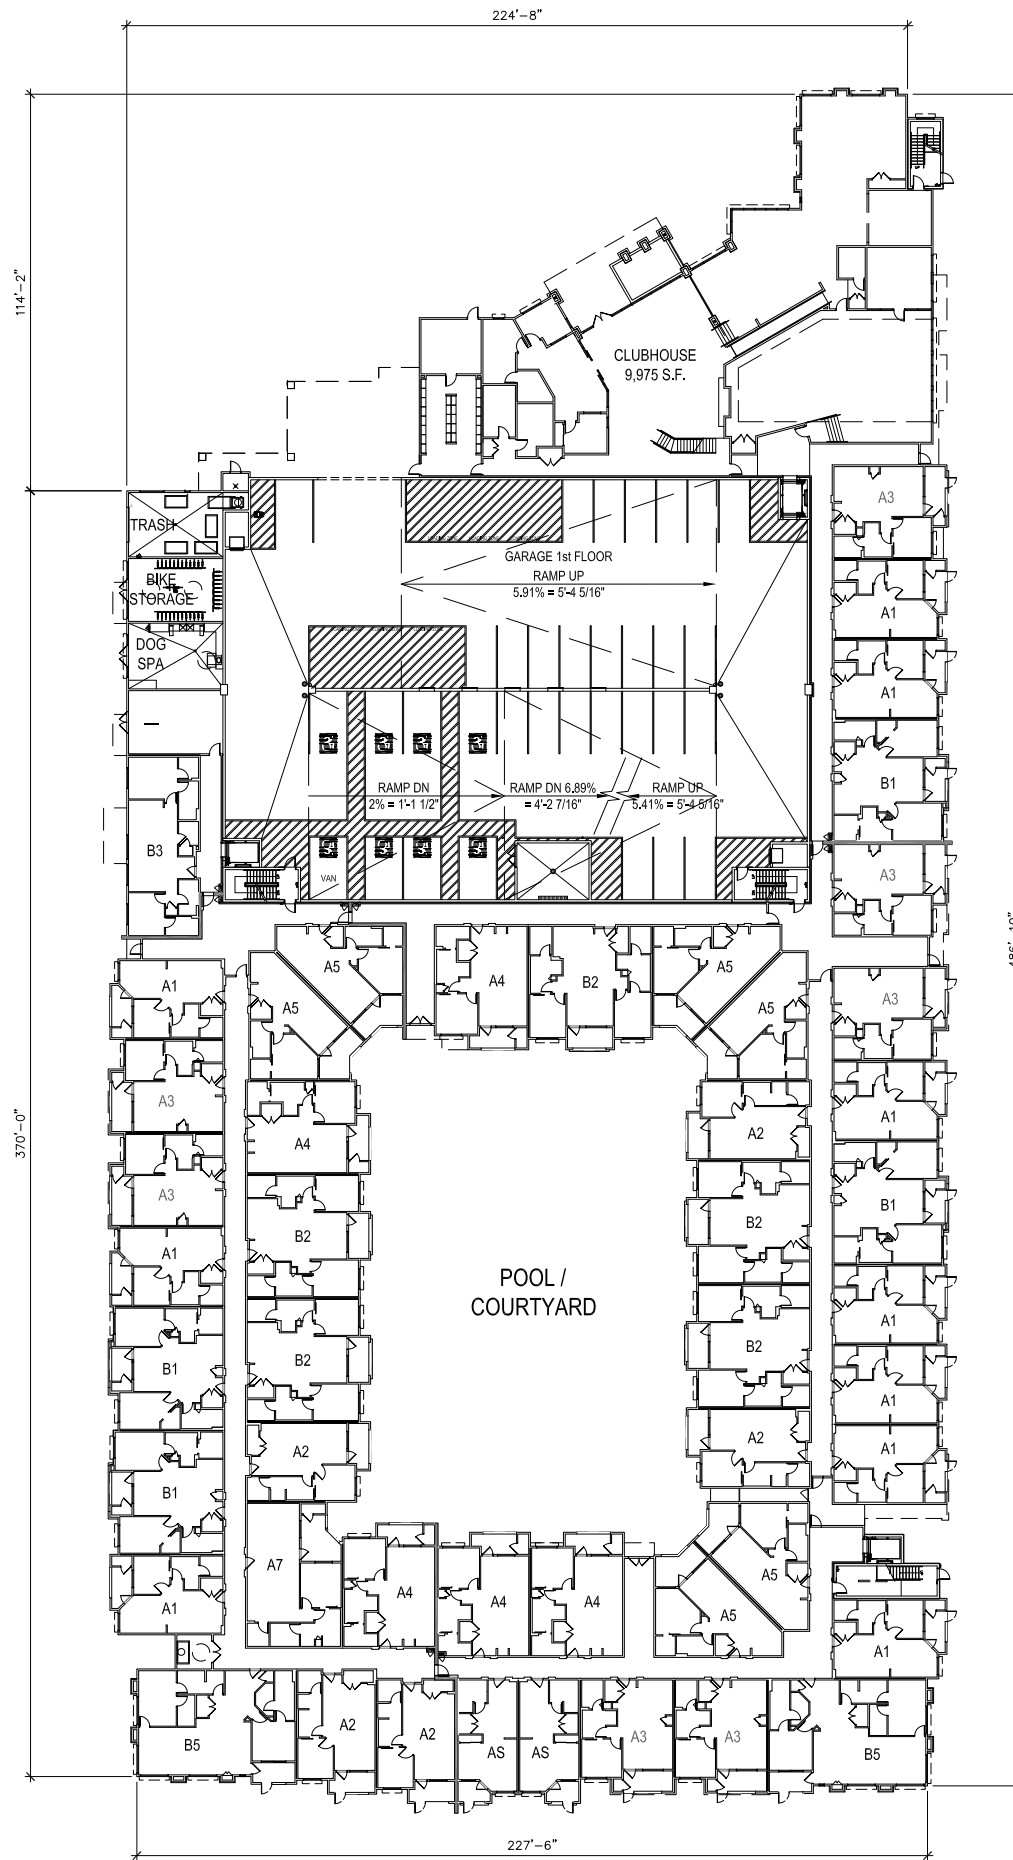 224'-8"
114'-2"
CLUBHOUSE
9,975 S.F.
A3
TRASH
GARAGE 1st FLOOR
RAMP UP
5.91% = 5'-4 5/16"
BIKE
STORAGE
A1
DOG
SPA
A1
B1
RAMP DN
2% = 1'-1 1/2"
RAMP DN 6.89%
= 4'-2 7/16"
RAMP UP
5.41% = 5'-4 5/16"
B3
A3
VAN
486'-10"
A5
A4
B2
A5
A1
A5
A5
A3
A3
A1
370'-0"
A4
A2
A3
B2
B2
B1
A1
POOL /
COURTYARD
A1
B1
B2
B2
A1
A2
A2
A1
B1
A7
A4
A4
A4
A5
A5
A1
A1
B5
A2
A2
AS
AS
A3
A3
B5
227'-6"